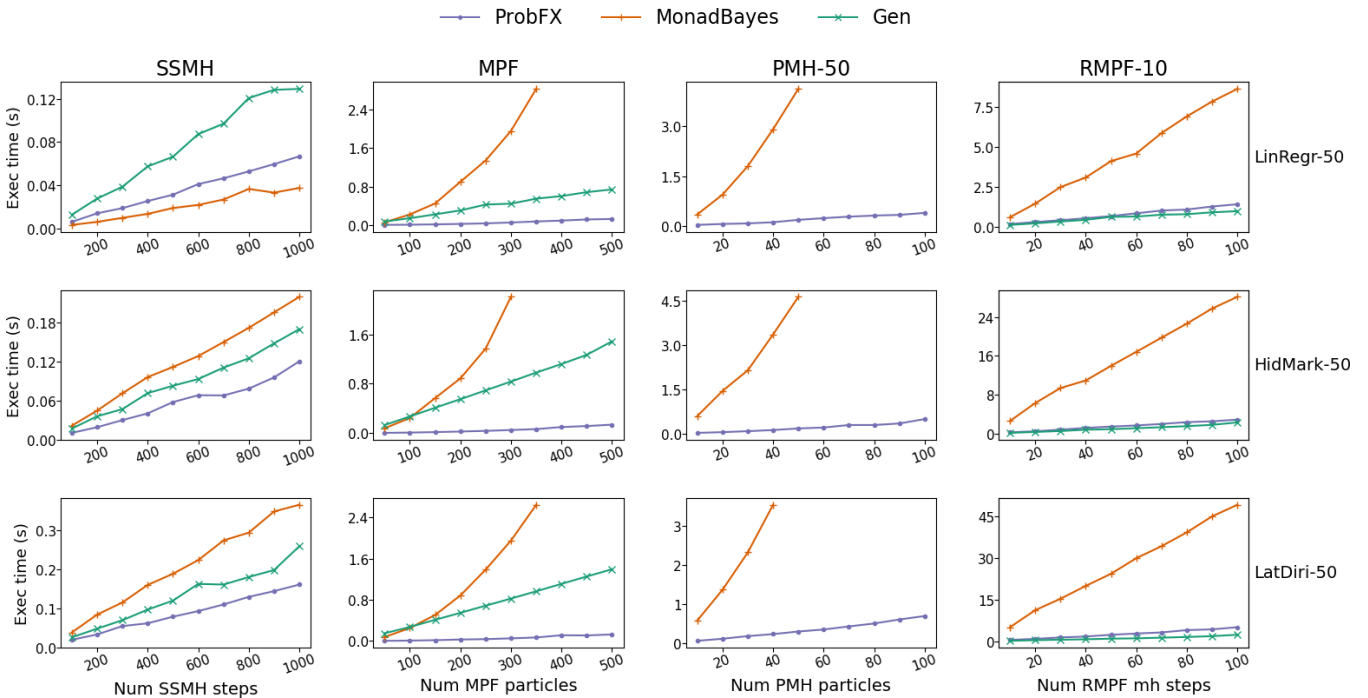 ProbFX MonadBayes Gen
SSMH MPF PMH-50 RMPF-10
Exec time (s)
0.12
0.08
0.04
0.00
200 400 600 800 1000
2.4
1.6
0.8
0.0
100 200 300 400 500
3.0
1.5
0.0
20 40 60 80 100
7.5
5.0
2.5
0.0
20 40 60 80 100
LinRegr-50
Exec time (s)
0.18
0.12
0.06
0.00
200 400 600 800 1000
1.6
0.8
0.0
100 200 300 400 500
4.5
3.0
1.5
0.0
20 40 60 80 100
24
16
8
0
20 40 60 80 100
HidMark-50
Exec time (s)
0.3
0.2
0.1
0.0
200 400 600 800 1000
2.4
1.6
0.8
0.0
100 200 300 400 500
3
2
1
0
20 40 60 80 100
45
30
15
0
20 40 60 80 100
LatDiri-50
Num SSMH steps Num MPF particles Num PMH particles Num RMPF mh steps